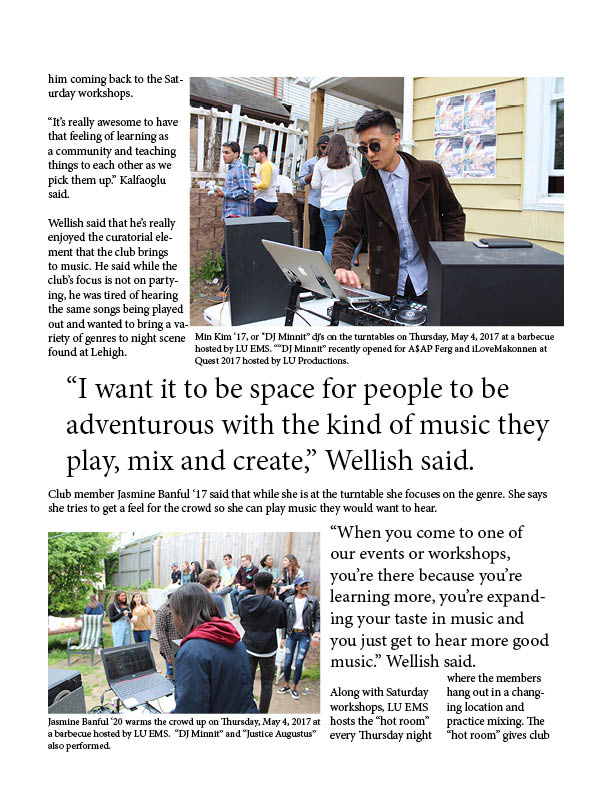 him coming back to the Sat-
urday workshops.
“It’s really awesome to have
that feeling of learning as
a community and teaching
things to each other as we
pick them up.” Kalfaoglu
said.
Wellish said that he’s really
enjoyed the curatorial ele-
ment that the club brings
to music. He said while the
club’s focus is not on party-
ing, he was tired of hearing
the same songs being played
out and wanted to bring a va-
riety of genres to night scene
found at Lehigh.
Min Kim ‘17, or “DJ Minnit” djs on the turntables on Thursday, May 4, 2017 at a barbecue
hosted by LU EMS. ““DJ Minnit” recently opened for A$AP Ferg and iLoveMakonnen at
Quest 2017 hosted by LU Productions.
“I want it to be space for people to be
adventurous with the kind of music they
play, mix and create,” Wellish said.
Club member Jasmine Banful ‘17 said that while she is at the turntable she focuses on the genre. She says
she tries to get a feel for the crowd so she can play music they would want to hear.
Jasmine Banful ‘20 warms the crowd up on Thursday, May 4, 2017 at
a barbecue hosted by LU EMS. “DJ Minnit” and “Justice Augustus”
also performed.
“When you come to one of
our events or workshops,
you’re there because you’re
learning more, you’re expand-
ing your taste in music and
you just get to hear more good
music.” Wellish said.
Along with Saturday
workshops, LU EMS
hosts the “hot room”
every Thursday night
where the members
hang out in a chang-
ing location and
practice mixing. The
“hot room” gives club